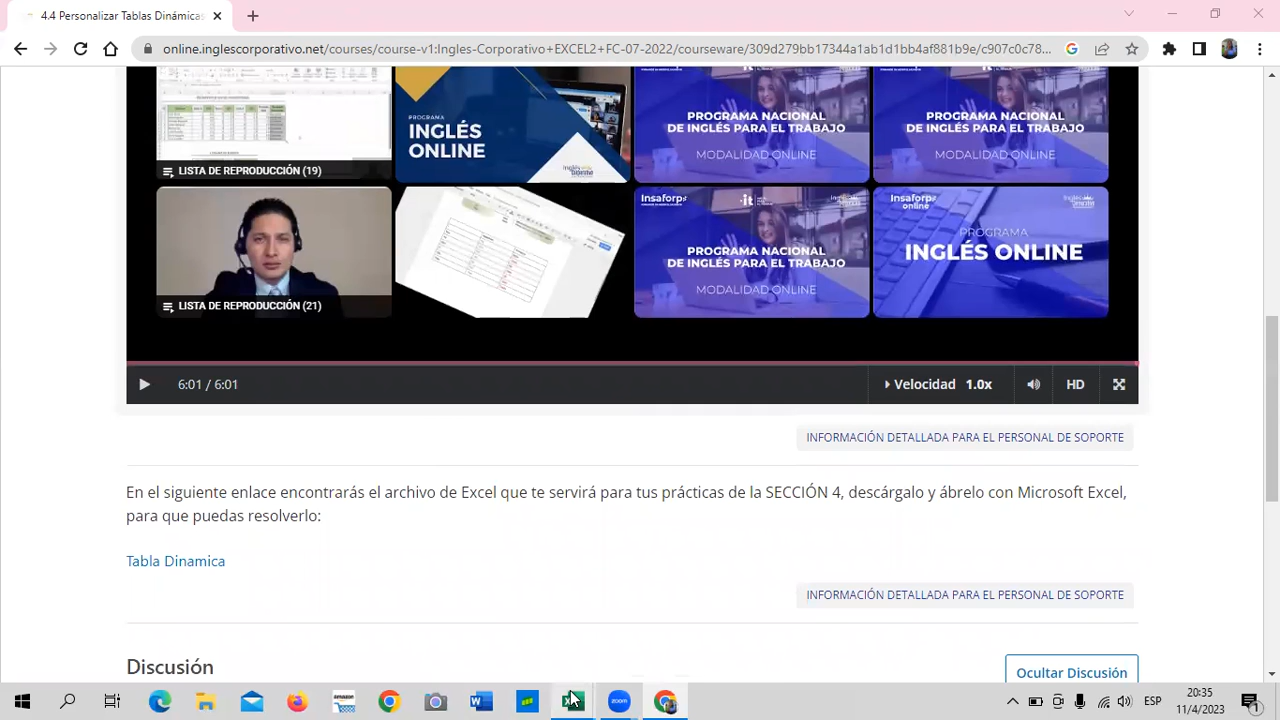 4.4 Personalizar Tablas Dinámicas
online.inglescorporativo.net/courses/course-v1:Ingles-Corporativo+EXCEL2+FC-07-2022/courseware/309d279bb17344a1ab1d1bb4af881b9e/c907c0c78...
LISTA DE REPRODUCCIÓN (19)
PROGRAMA
INGLÉS
ONLINE
PROGRAMA NACIONAL
DE INGLÉS PARA EL TRABAJO
MODALIDAD ONLINE
PROGRAMA NACIONAL
DE INGLÉS PARA EL TRABAJO
MODALIDAD ONLINE
LISTA DE REPRODUCCIÓN (21)
Insaforp
it
PROGRAMA NACIONAL
DE INGLÉS PARA EL TRABAJO
MODALIDAD ONLINE
Insaforp
online
PROGRAMA
INGLÉS ONLINE
6:01 / 6:01
Velocidad 1.0x
HD
INFORMACIÓN DETALLADA PARA EL PERSONAL DE SOPORTE
En el siguiente enlace encontrarás el archivo de Excel que te servirá para tus prácticas de la SECCIÓN 4, descárgalo y ábrelo con Microsoft Excel,
para que puedas resolverlo:
Tabla Dinamica
INFORMACIÓN DETALLADA PARA EL PERSONAL DE SOPORTE
Discusión
Ocultar Discusión
amazon
zoom
ESP
20:35
11/4/2023